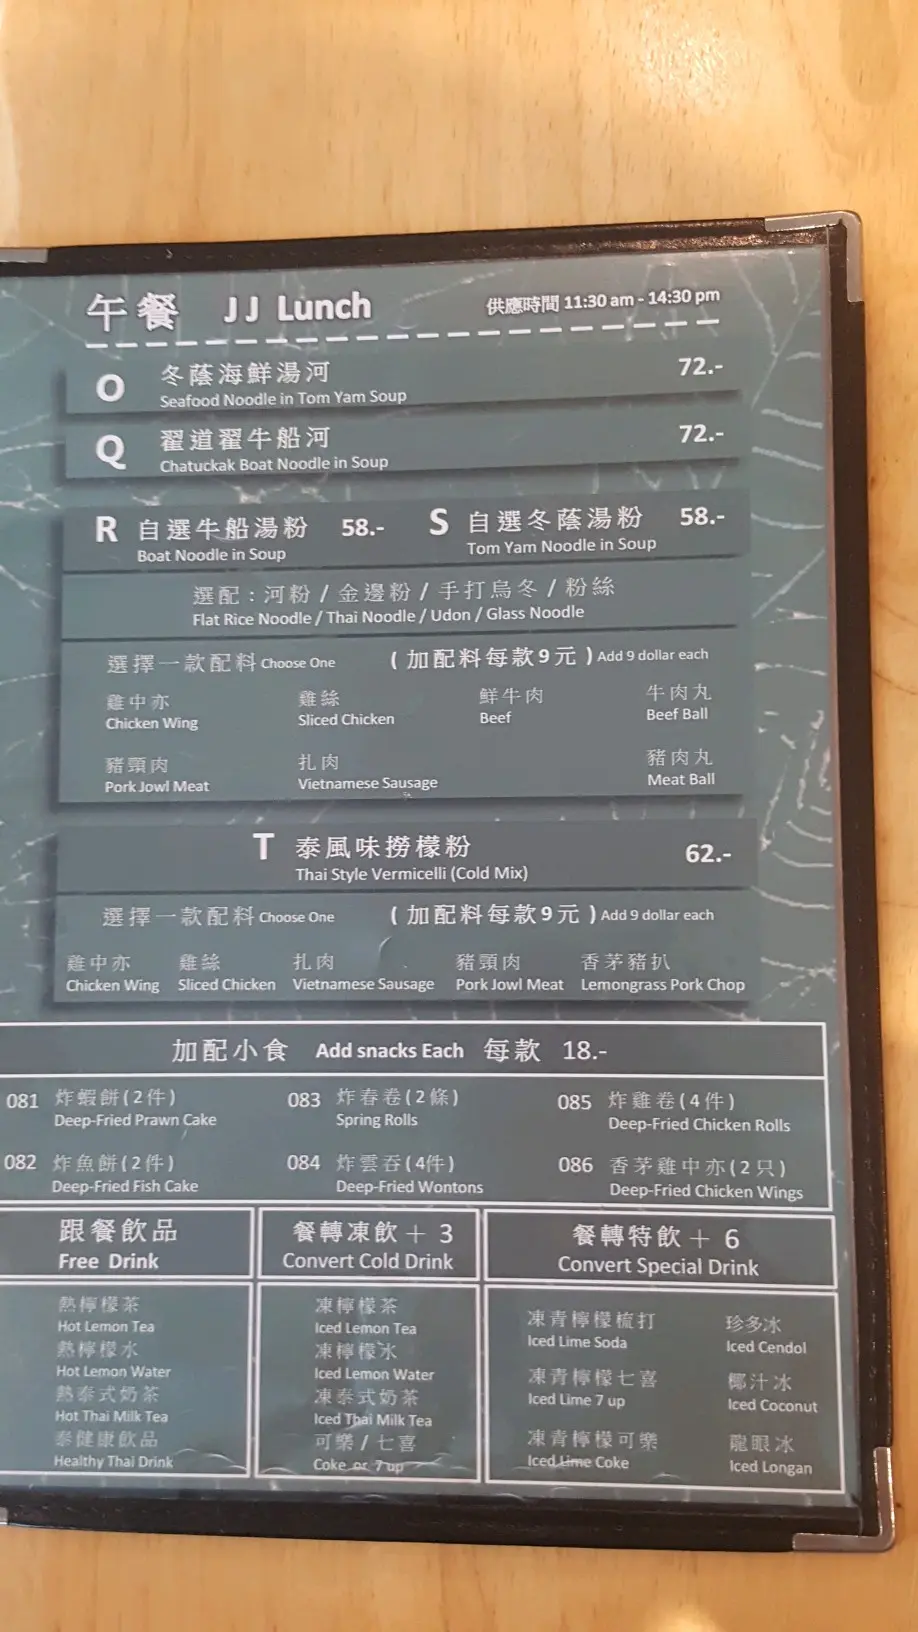 午餐 JJ Lunch 供應時間 11:30 am - 14:30 pm
O 冬蔭海鮮湯河 72.-
Seafood Noodle in Tom Yam Soup
Q 翟道翟牛船河 72.-
Chatuckak Boat Noodle in Soup
R 自選牛船湯粉 58.- S 自選冬蔭湯粉 58.-
Boat Noodle in Soup Tom Yam Noodle in Soup
選配：河粉 / 金邊粉 / 手打烏冬 / 粉絲
Flat Rice Noodle / Thai Noodle / Udon / Glass Noodle
選擇一款配料 Choose One (加配料每款9元) Add 9 dollar each
雞中亦 雞絲 鮮牛肉 牛肉丸
Chicken Wing Sliced Chicken Beef Beef Ball
豬頸肉 扎肉 豬肉丸
Pork Jowl Meat Vietnamese Sausage Meat Ball
T 泰風味撈檬粉 62.-
Thai Style Vermicelli (Cold Mix)
選擇一款配料 Choose One (加配料每款9元) Add 9 dollar each
雞中亦 雞絲 扎肉 豬頸肉 香茅豬扒
Chicken Wing Sliced Chicken Vietnamese Sausage Pork Jowl Meat Lemongrass Pork Chop
加配小食 Add snacks Each 每款 18.-
081 炸蝦餅(2件) 083 炸春卷(2條) 085 炸雞卷(4件)
Deep-Fried Prawn Cake Spring Rolls Deep-Fried Chicken Rolls
082 炸魚餅(2件) 084 炸雲吞(4件) 086 香茅雞中亦(2只)
Deep-Fried Fish Cake Deep-Fried Wontons Deep-Fried Chicken Wings
跟餐飲品
Free Drink
熱檸檬茶
Hot Lemon Tea
熱檸檬水
Hot Lemon Water
熱泰式奶茶
Hot Thai Milk Tea
泰健康飲品
Healthy Thai Drink
餐轉凍飲＋ 3
Convert Cold Drink
凍檸檬茶
Iced Lemon Tea
凍檸檬水
Iced Lemon Water
凍泰式奶茶
Iced Thai Milk Tea
可樂 / 七喜
Coke or 7 up
餐轉特飲＋ 6
Convert Special Drink
凍青檸檬梳打 珍多冰
Iced Lime Soda Iced Cendol
凍青檸檬七喜 椰汁冰
Iced Lime 7 up Iced Coconut
凍青檸檬可樂 龍眼冰
Iced Lime Coke Iced Longan